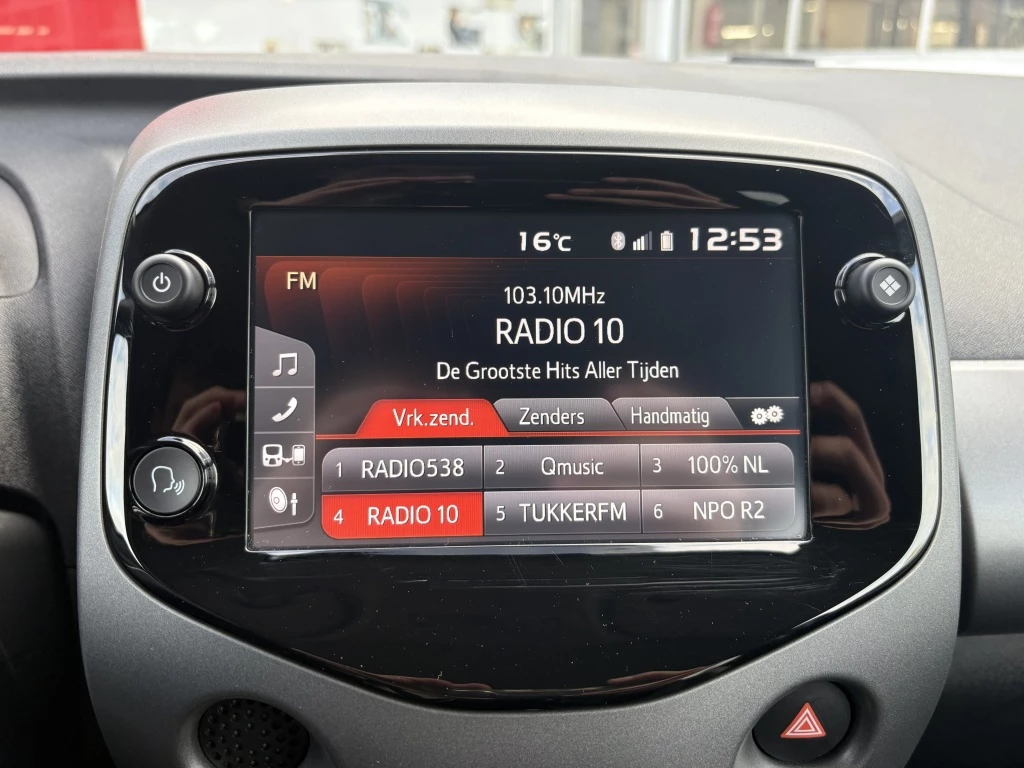 16°C 12:53
FM
103.10MHz
RADIO 10
De Grootste Hits Aller Tijden
Vrk.zend. Zenders Handmatig
1 RADIO538 2 Qmusic 3 100% NL
4 RADIO 10 5 TUKKERFM 6 NPO R2